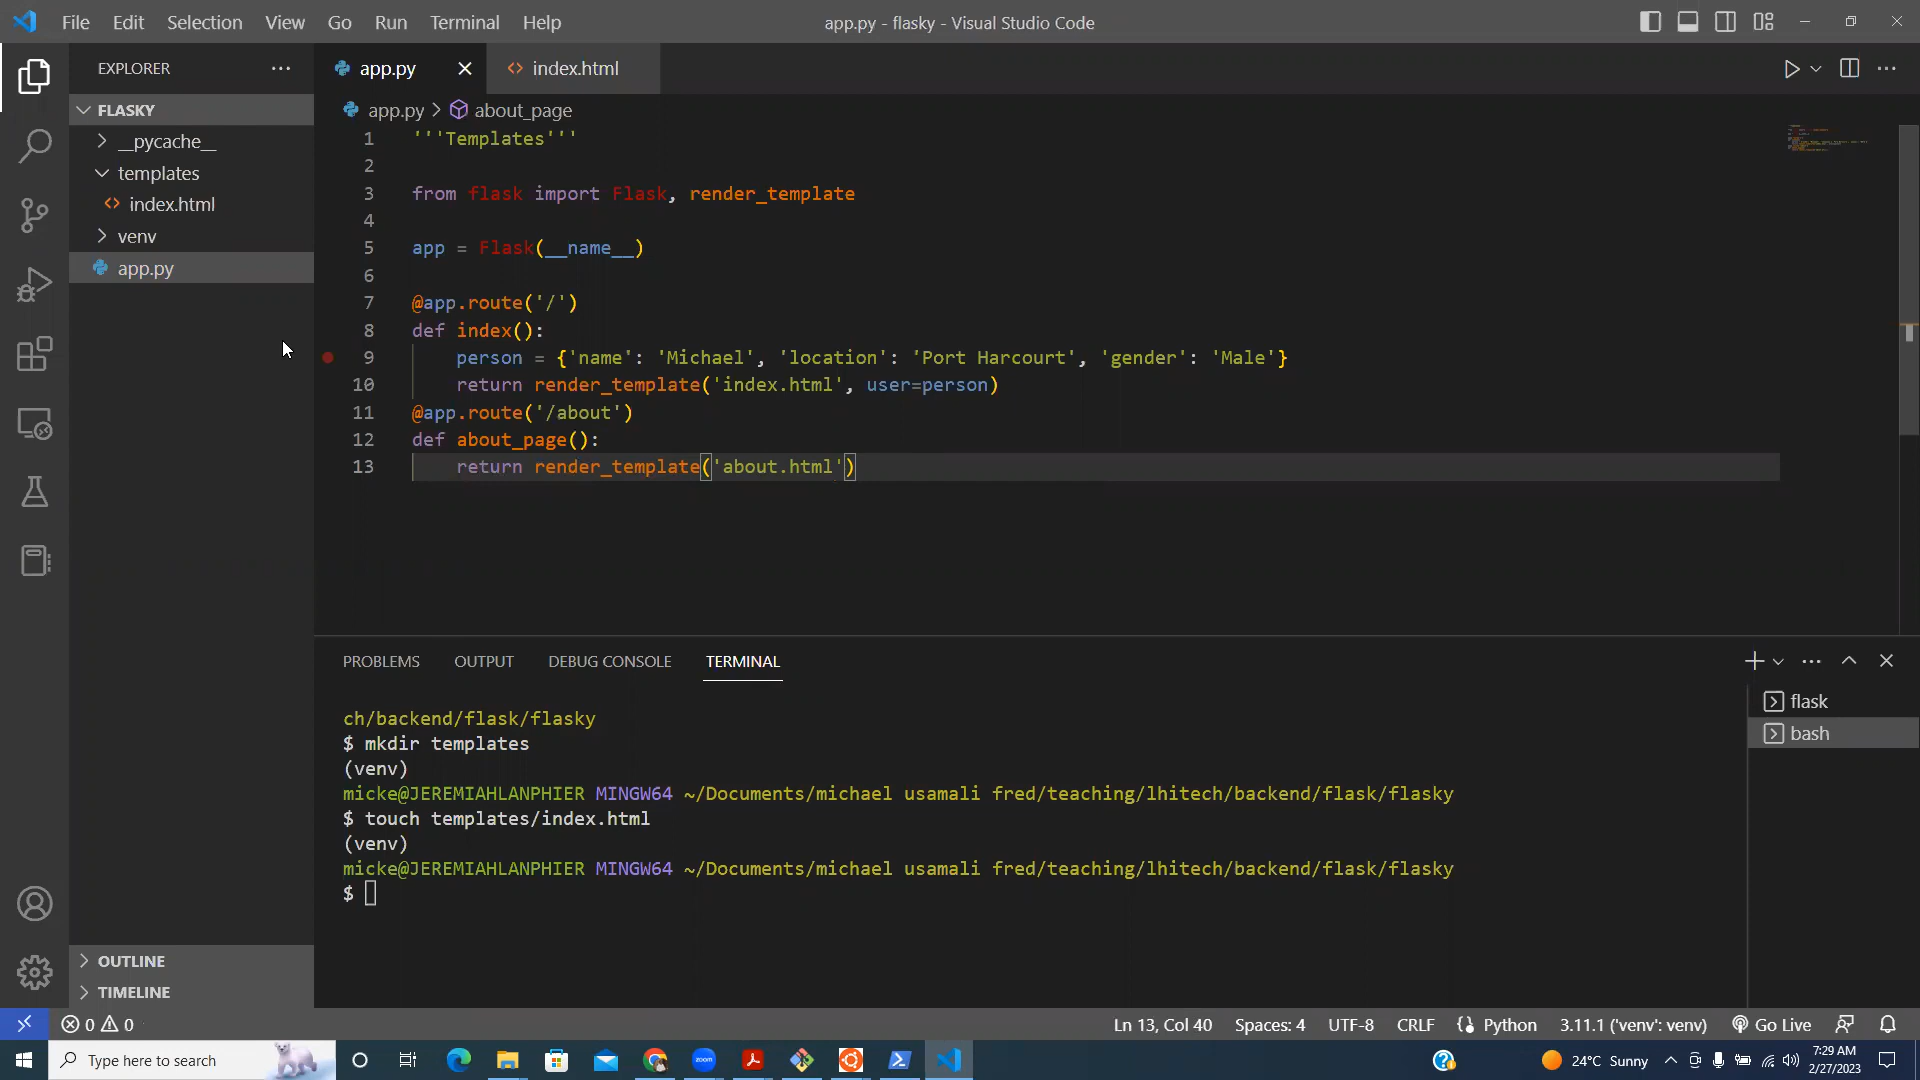 File Edit Selection View Go Run Terminal Help
app.py - flasky - Visual Studio Code
EXPLORER
FLASKY
__pycache__
templates
index.html
venv
app.py
app.py
index.html
app.py
about_page
1 '''Templates'''
2
3 from flask import Flask, render_template
4
5 app = Flask(__name__)
6
7 @app.route('/')
8 def index():
9 person = {'name': 'Michael', 'location': 'Port Harcourt', 'gender': 'Male'}
10 return render_template('index.html', user=person)
11 @app.route('/about')
12 def about_page():
13 return render_template('about.html')
PROBLEMS OUTPUT DEBUG CONSOLE TERMINAL
ch/backend/flask/flasky
$ mkdir templates
(venv)
micke@JEREMIAHLANPHIER MINGW64 ~/Documents/michael usamali fred/teaching/lhitech/backend/flask/flasky
$ touch templates/index.html
(venv)
micke@JEREMIAHLANPHIER MINGW64 ~/Documents/michael usamali fred/teaching/lhitech/backend/flask/flasky
$
flask
bash
OUTLINE
TIMELINE
0 0
Ln 13, Col 40
Spaces: 4
UTF-8
CRLF
Python
3.11.1 ('venv': venv)
Go Live
Type here to search
zoom
24°C Sunny
7:29 AM
2/27/2023